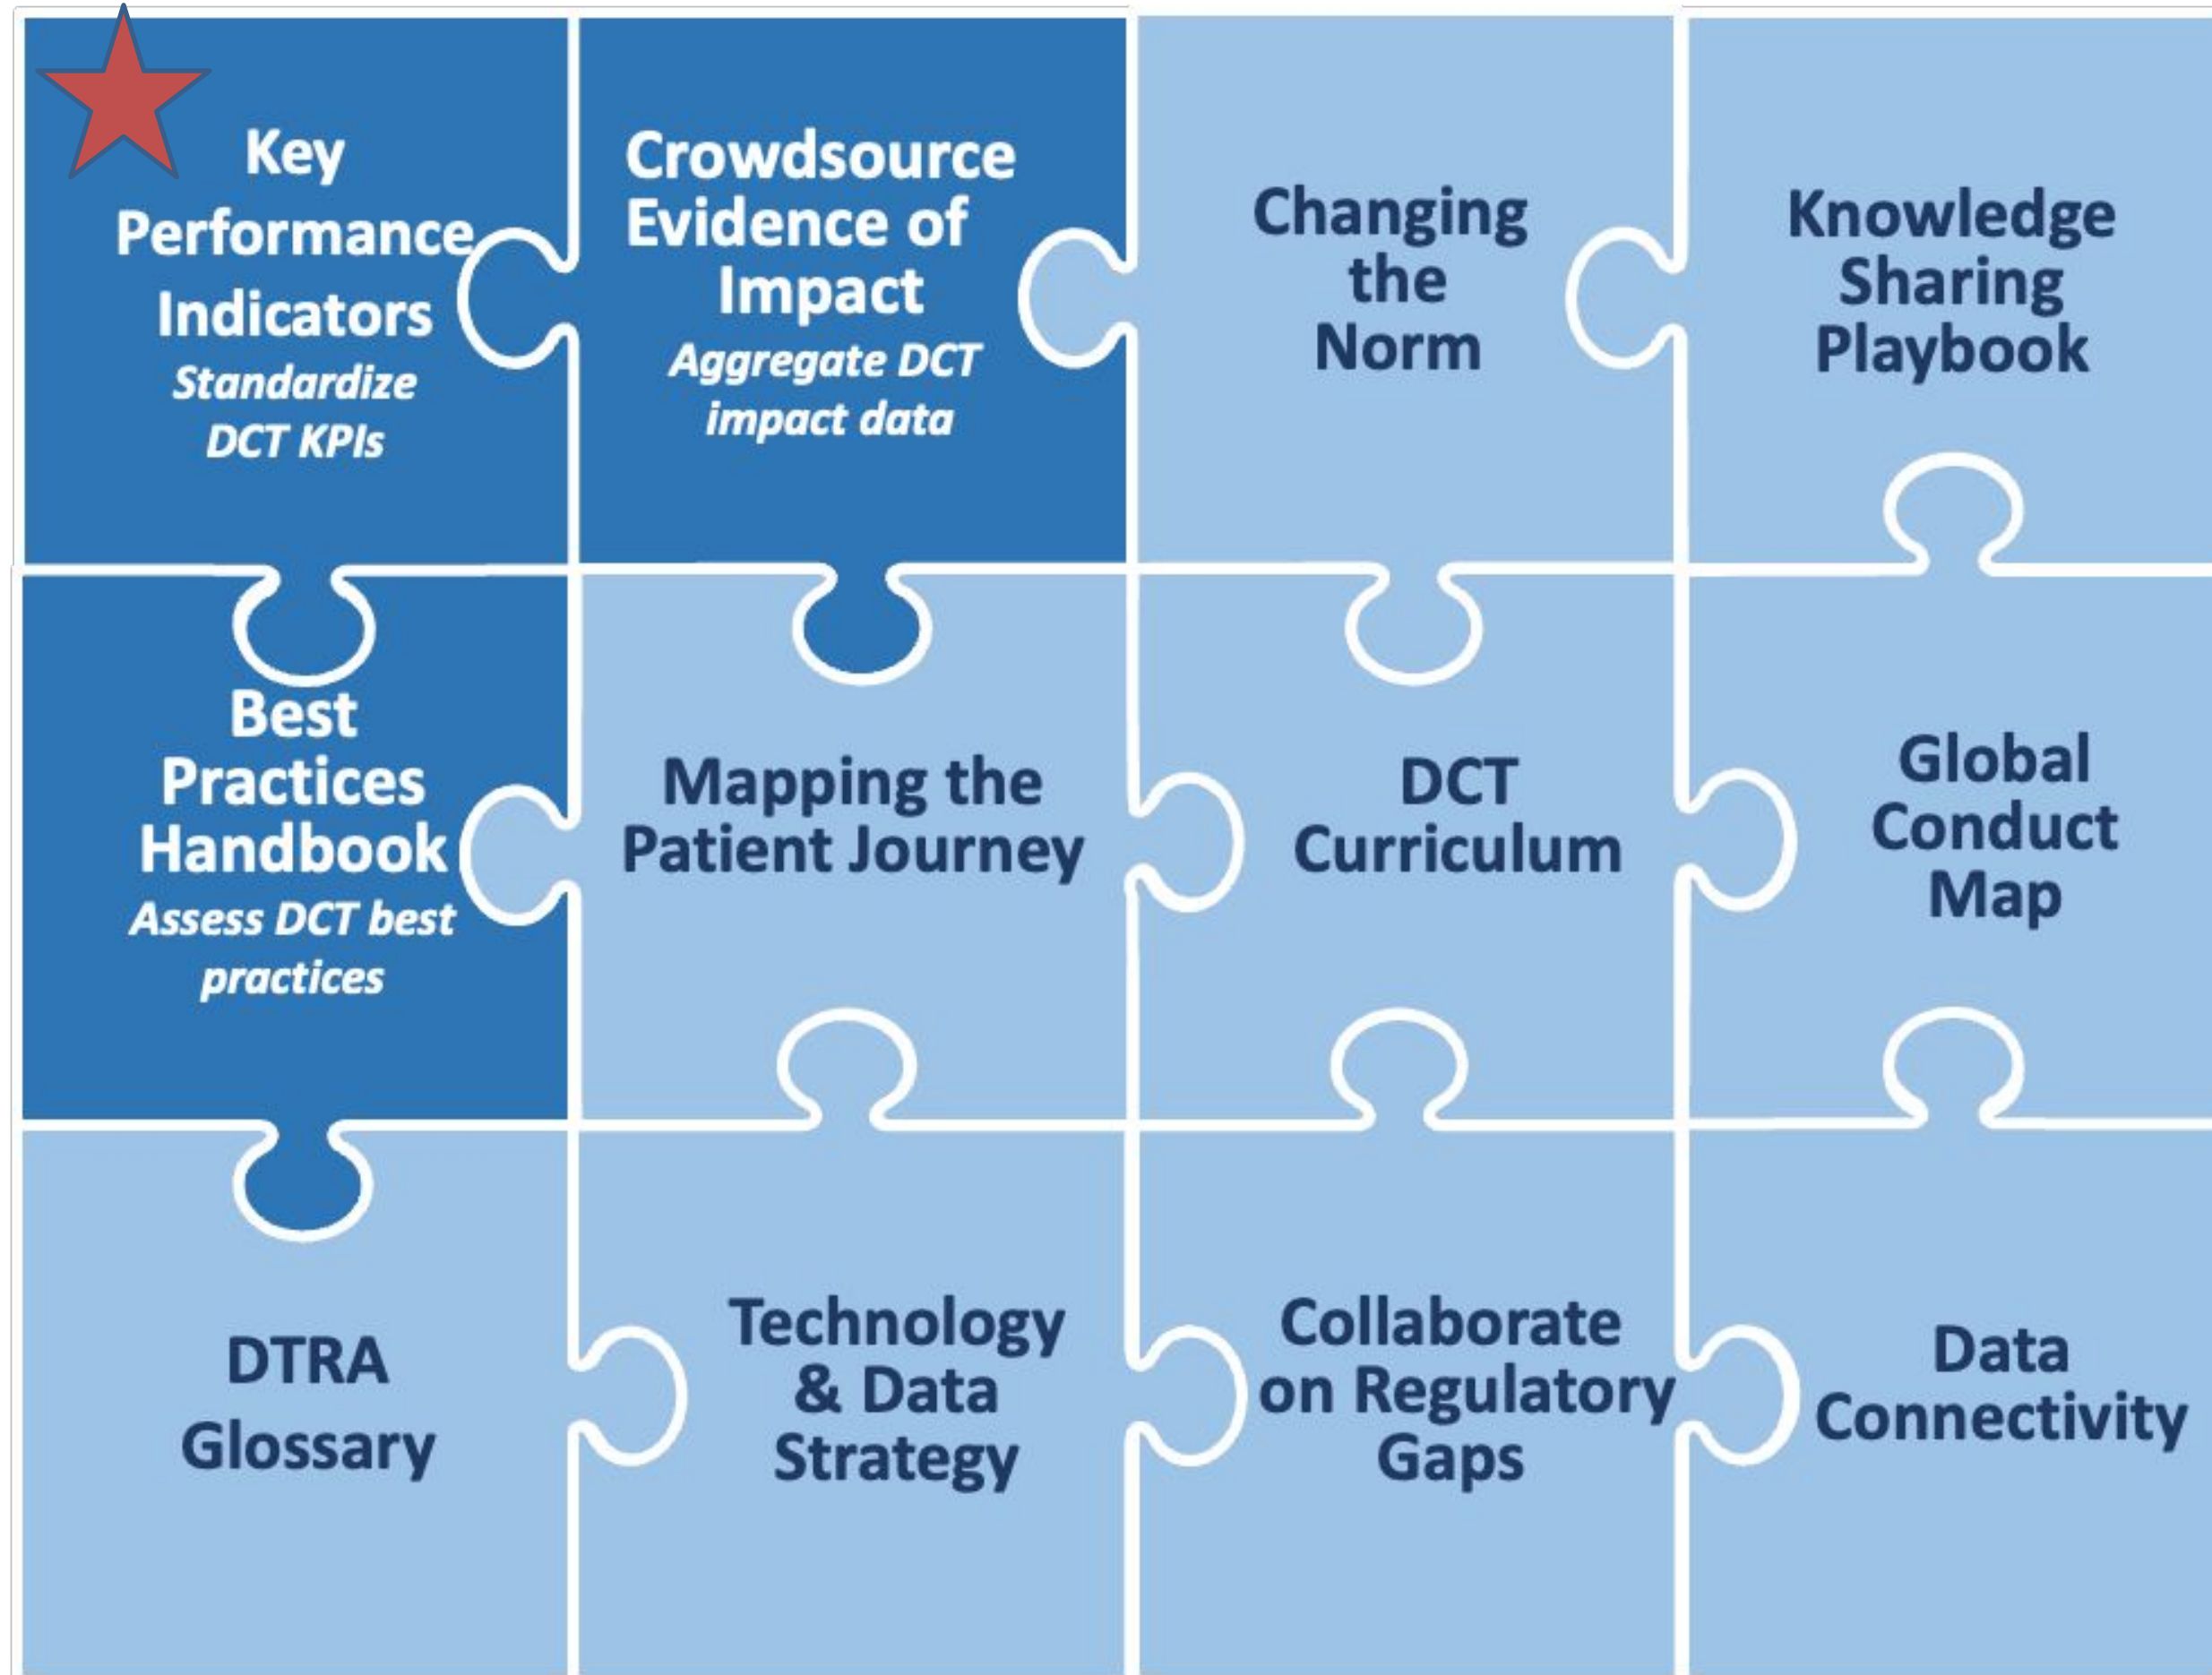 Key
Performance
Indicators
Standardize
DCT KPIs
Crowdsource
Evidence of
Impact
Aggregate DCT
impact data
Changing
the
Norm
Knowledge
Sharing
Playbook
Best
Practices
Handbook
Assess DCT best
practices
Mapping the
Patient Journey
DCT
Curriculum
Global
Conduct
Map
DTRA
Glossary
Technology
& Data
Strategy
Collaborate
on Regulatory
Gaps
Data
Connectivity